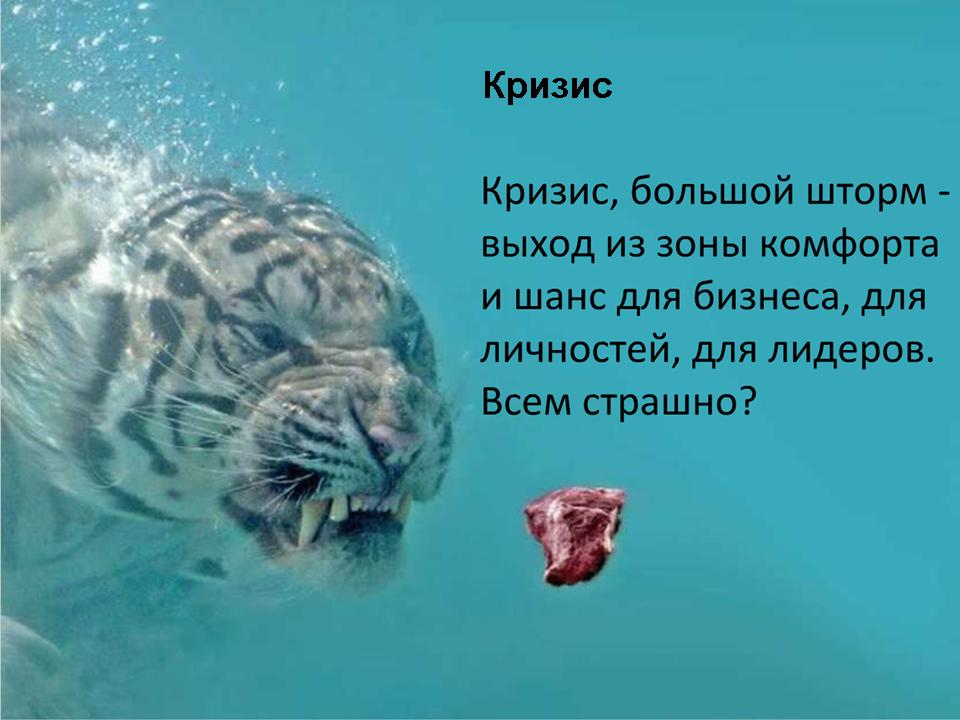 Кризис
Кризис, большой шторм -
выход из зоны комфорта
и шанс для бизнеса, для
личностей, для лидеров.
Всем страшно?